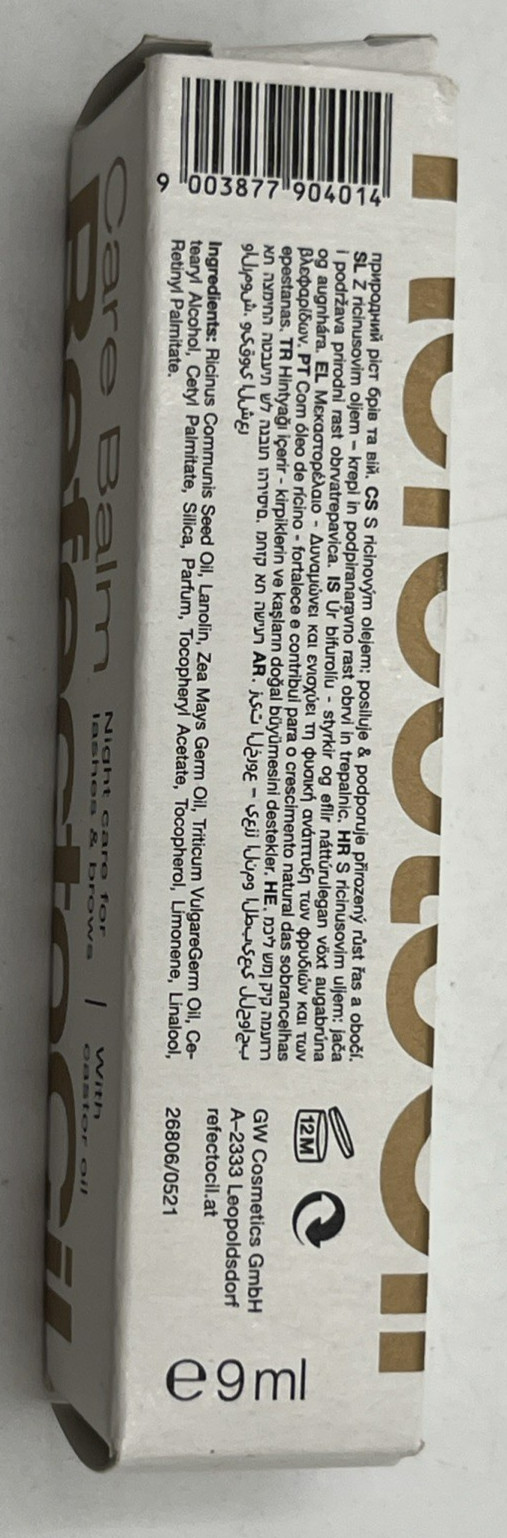 9 003877 904014
природний ріст брів та вій. CS S ricinovým olejem; posiluje & podporuje přirozený růst řas a obočí.
SL Z ricinusovim oljem – krepi in podpiranaravno rast obrvi in trepalnic. HR S ricinusovim uljem: jača
i podržava prirodni rast obrvatrepavica. IS Úr bifurolíu - styrkir og eflir náttúrulegan vöxt augabrúna
og augnhára. EL Μεκαστορέλαιο - Δυναμώνει και ενισχύει τη φυσική ανάπτυξη των φρυδιών και των
βλεφαρίδων. PT Com óleo de rícino - fortalece e contribui para o crescimento natural das sobrancelhas
epestanas. TR Hintyağı içerir - kirpiklerin ve kaşların doğal büyümesini destekler. HE.
AR.
Ingredients: Ricinus Communis Seed Oil, Lanolin, Zea Mays Germ Oil, Triticum VulgareGerm Oil, Ce-
tearyl Alcohol, Cetyl Palmitate, Silica, Parfum, Tocopheryl Acetate, Tocopherol, Limonene, Linalool,
Retinyl Palmitate.
12M
GW Cosmetics GmbH
A–2333 Leopoldsdorf
refectocil.at
26806/0521
e 9 ml
Care Balm
Night care for
lashes & brows
/
With
castor oil
RefectoCil